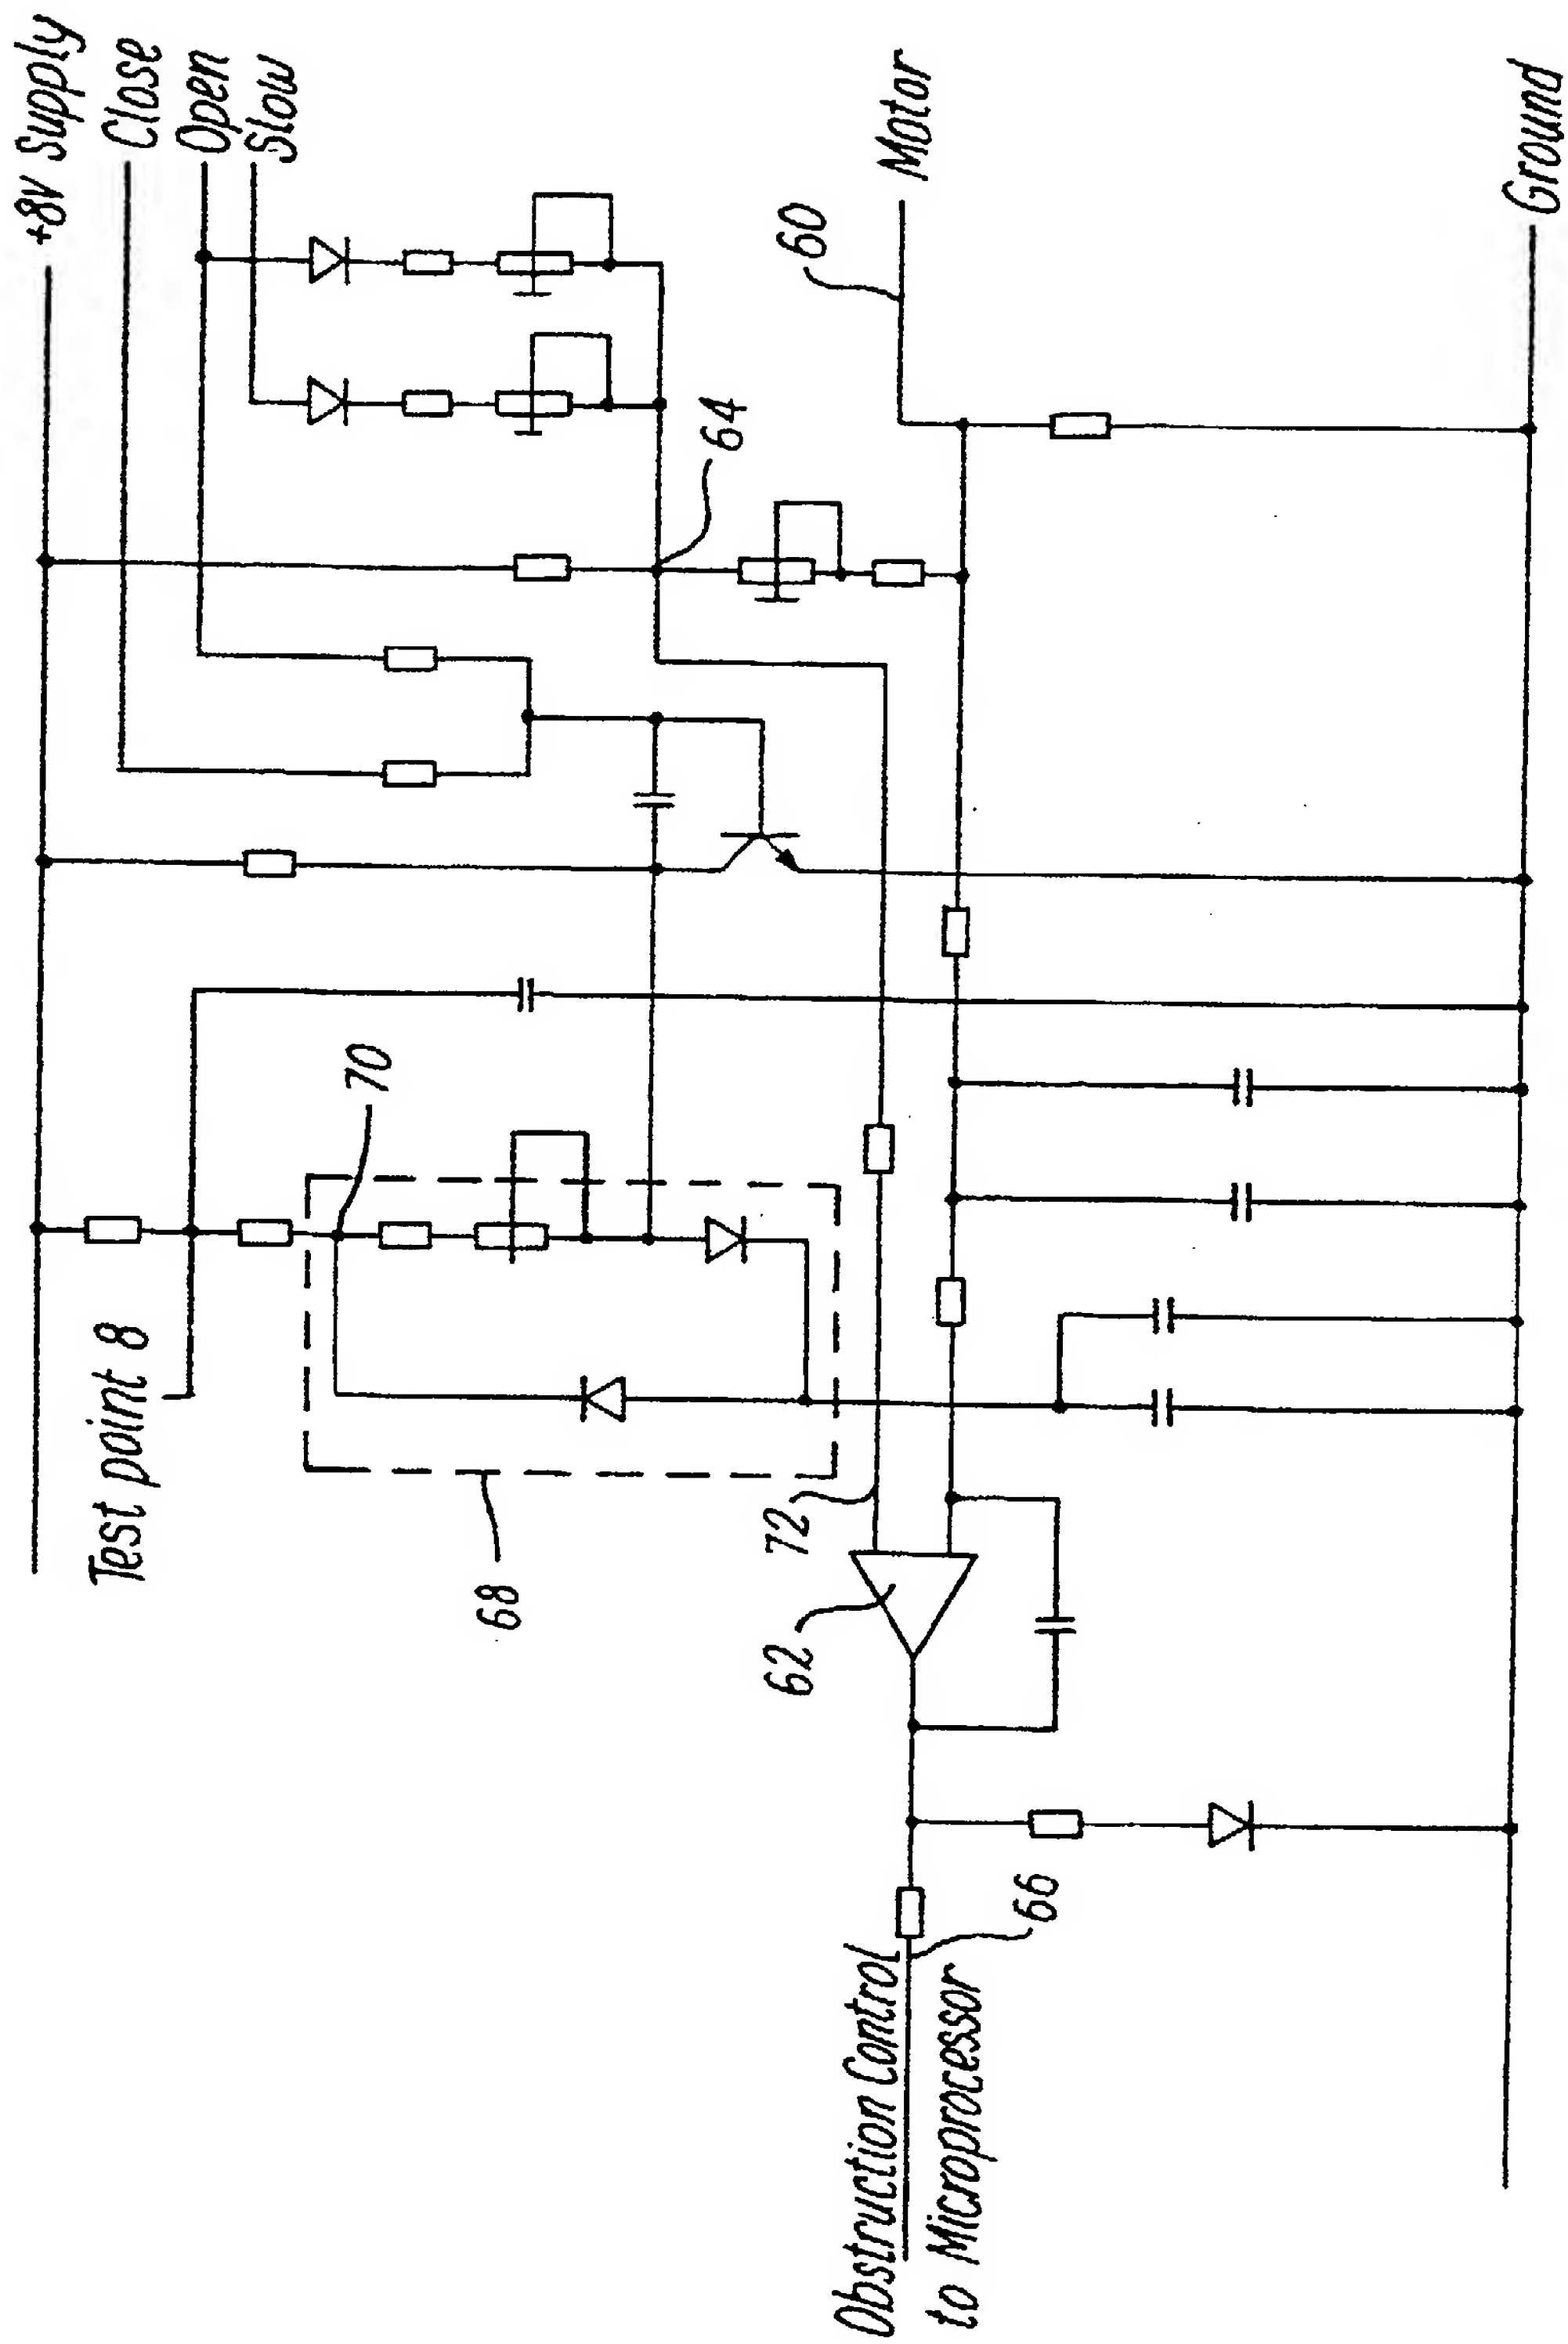 +8v Supply
Close
Open
Slow
Motor
60
Ground
64
70
Test point 8
68
72
62
66
Obstruction Control
to Microprocessor